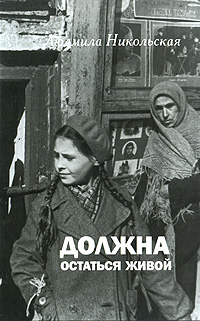 Людмила Никольская
ДОЛЖНА
ОСТАТЬСЯ ЖИВОЙ